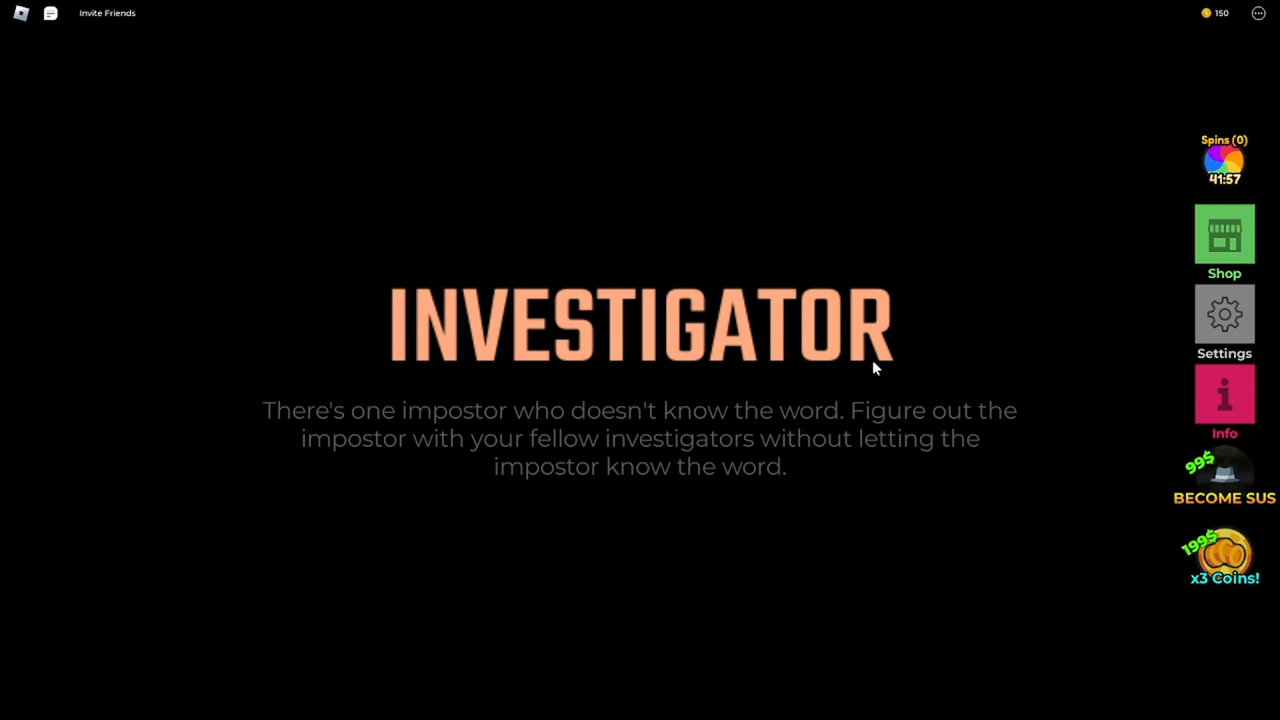 Invite Friends
150
Spins (0)
41:57
Shop
INVESTIGATOR
Settings
There's one impostor who doesn't know the word. Figure out the
impostor with your fellow investigators without letting the
impostor know the word.
Info
99$
BECOME SUS
199$
x3 Coins!